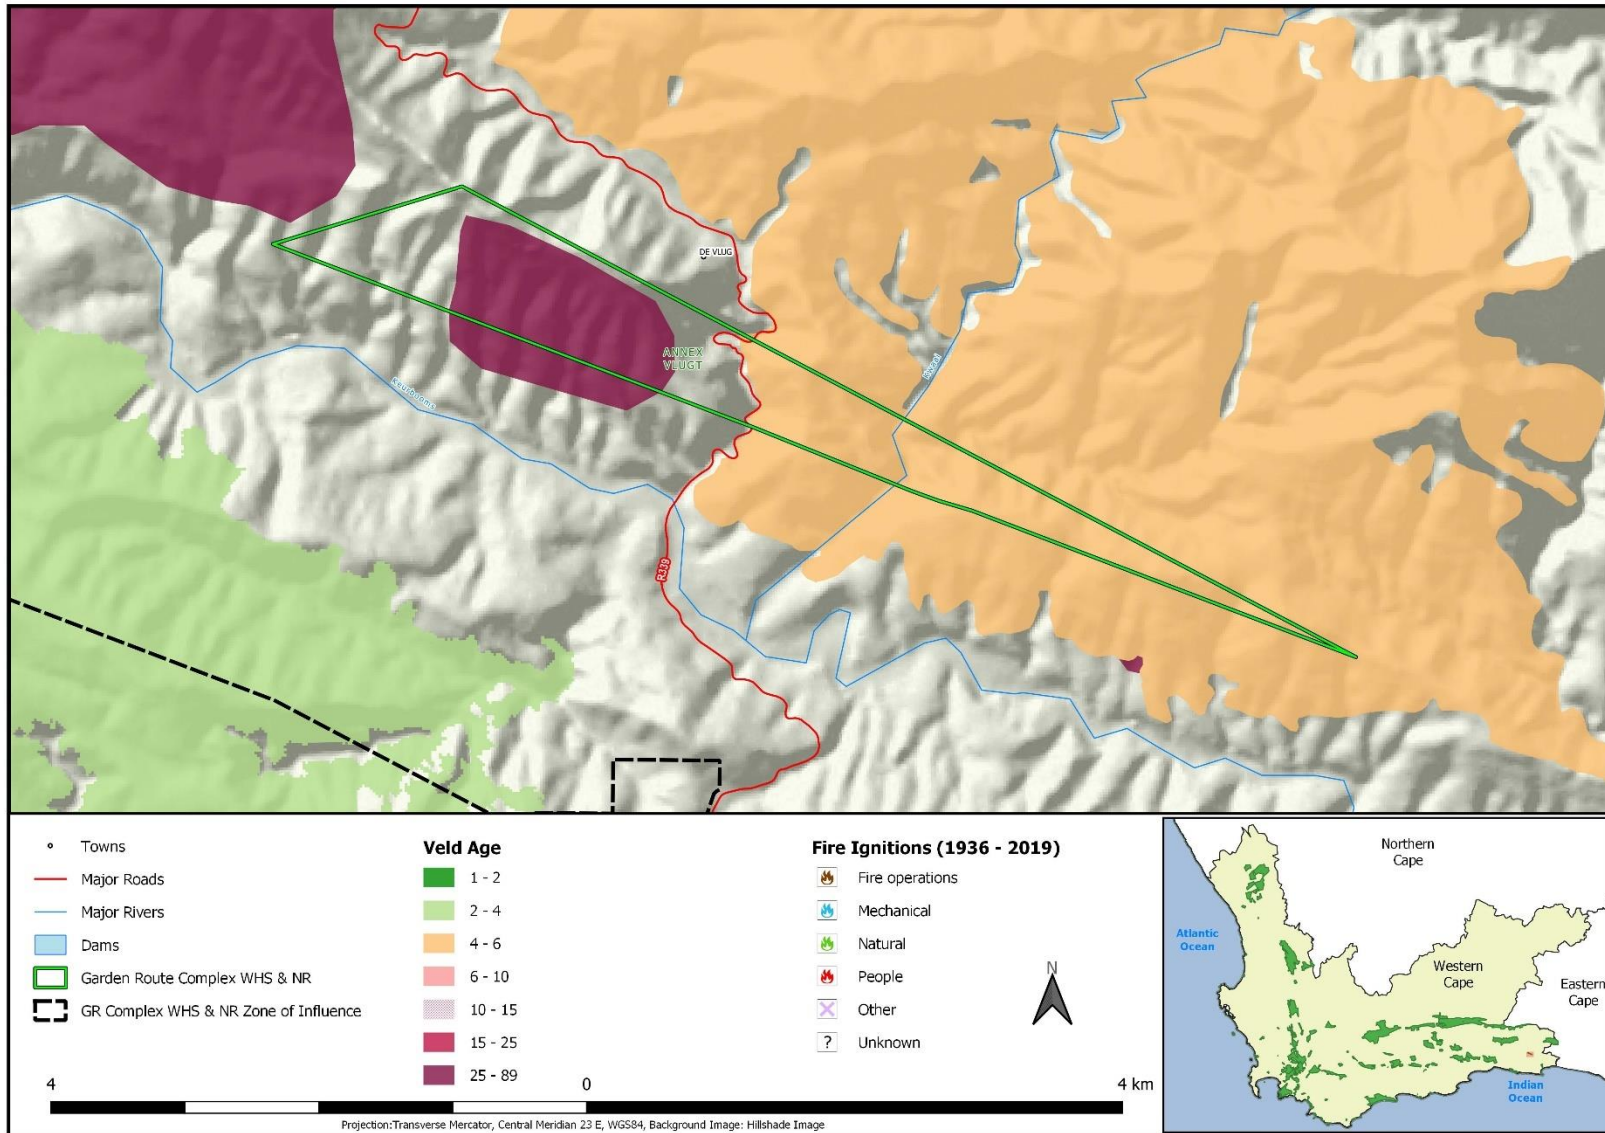 DE VLUG
ANNEX
VLUGT
Keurbooms
R339
Towns
Major Roads
Major Rivers
Dams
Garden Route Complex WHS & NR
GR Complex WHS & NR Zone of Influence
Veld Age
1 - 2
2 - 4
4 - 6
6 - 10
10 - 15
15 - 25
25 - 89
Fire Ignitions (1936 - 2019)
Fire operations
Mechanical
Natural
People
Other
? Unknown
N
4 0 4 km
Projection:Transverse Mercator, Central Meridian 23 E, WGS84, Background Image: Hillshade Image
Northern
Cape
Atlantic
Ocean
Western
Cape
Eastern
Cape
Indian
Ocean